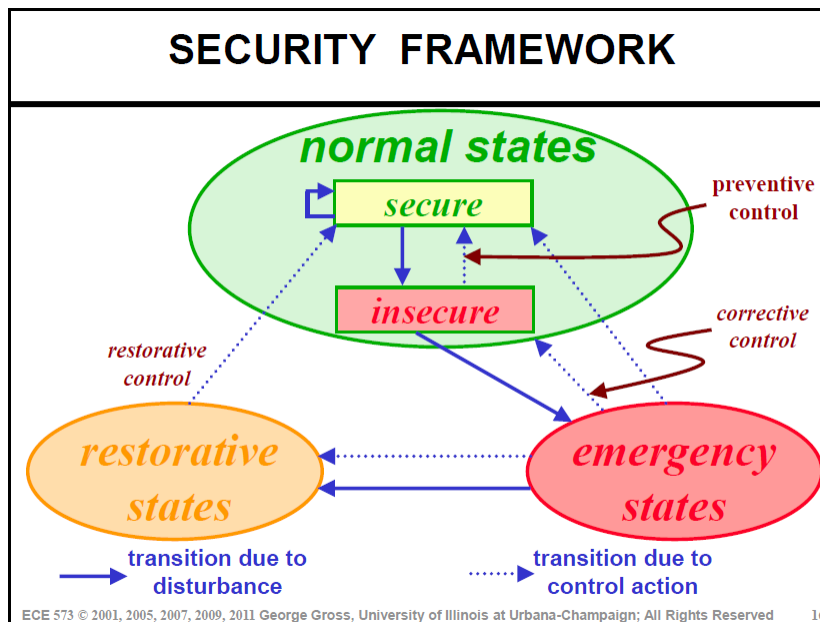 SECURITY FRAMEWORK
normal states
secure
preventive
control
insecure
corrective
control
restorative
control
restorative
states
emergency
states
transition due to
disturbance
transition due to
control action
ECE 573 © 2001, 2005, 2007, 2009, 2011 George Gross, University of Illinois at Urbana-Champaign; All Rights Reserved